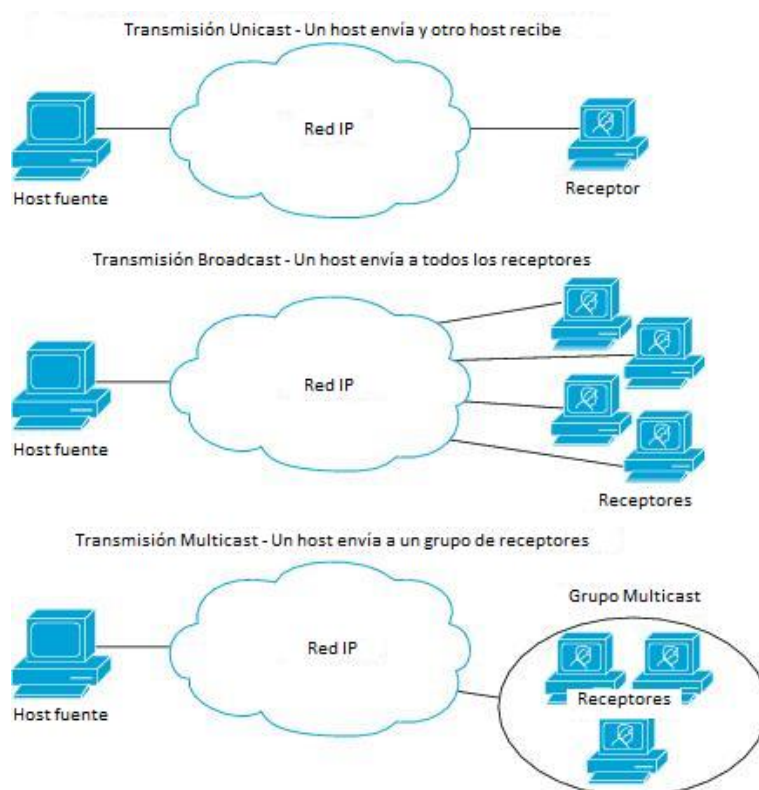 Transmisión Unicast - Un host envía y otro host recibe
Red IP
Host fuente
Receptor
Transmisión Broadcast - Un host envía a todos los receptores
Red IP
Host fuente
Receptores
Transmisión Multicast - Un host envía a un grupo de receptores
Grupo Multicast
Red IP
Receptores
Host fuente